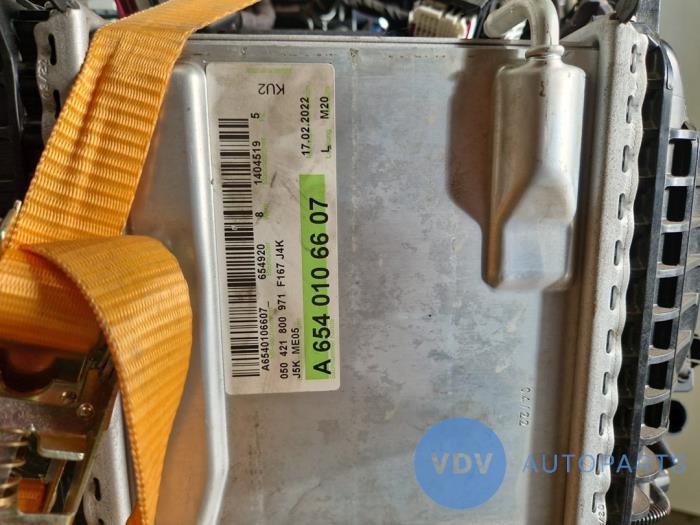 KU2
17.02.2022
L M20
654920 8 1404519 5
A6540106607_
050 421 800 971 F167 J4K
J5K ME05
A 654 010 66 07
04/22
VDV AUTOPARTS